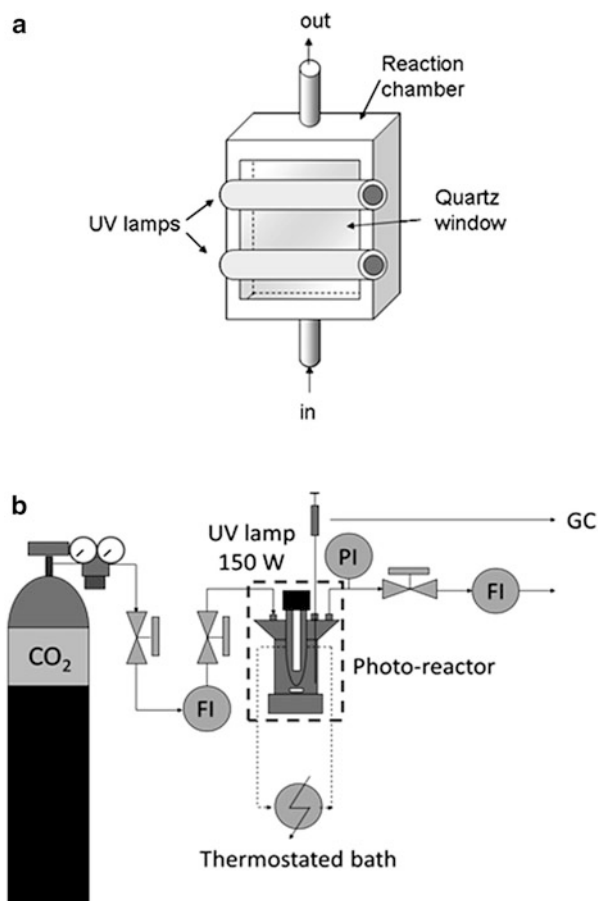 a
out
Reaction
chamber
UV lamps
Quartz
window
in
b
GC
UV lamp
150 W
PI
FI
CO2
FI
Photo-reactor
Thermostated bath